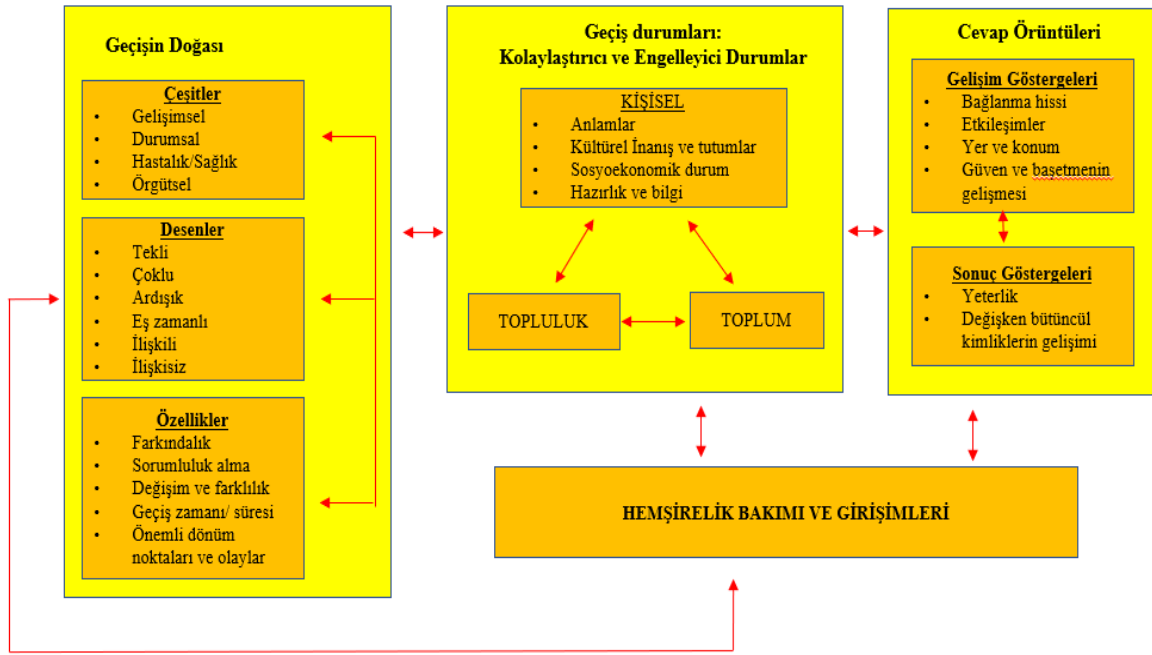 Geçişin Doğası
Çeşitler
• Gelişimsel
• Durumsal
• Hastalık/Sağlık
• Örgütsel
Desenler
• Tekli
• Çoklu
• Ardışık
• Eş zamanlı
• İlişkili
• İlişkisiz
Özellikler
• Farkındalık
• Sorumluluk alma
• Değişim ve farklılık
• Geçiş zamanı/ süresi
• Önemli dönüm
noktaları ve olaylar
Geçiş durumları:
Kolaylaştırıcı ve Engelleyici Durumlar
KİŞİSEL
• Anlamlar
• Kültürel İnanış ve tutumlar
• Sosyoekonomik durum
• Hazırlık ve bilgi
TOPLULUK
TOPLUM
Cevap Örüntüleri
Gelişim Göstergeleri
• Bağlanma hissi
• Etkileşimler
• Yer ve konum
• Güven ve başetmenin
gelişmesi
Sonuç Göstergeleri
• Yeterlik
• Değişken bütüncül
kimliklerin gelişimi
HEMŞİRELİK BAKIMI VE GİRİŞİMLERİ